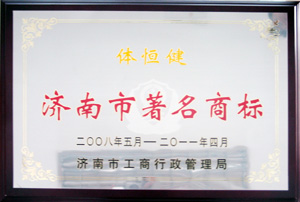 体恒健
济南市著名商标
二〇〇八年五月—二〇一一年四月
济南市工商行政管理局